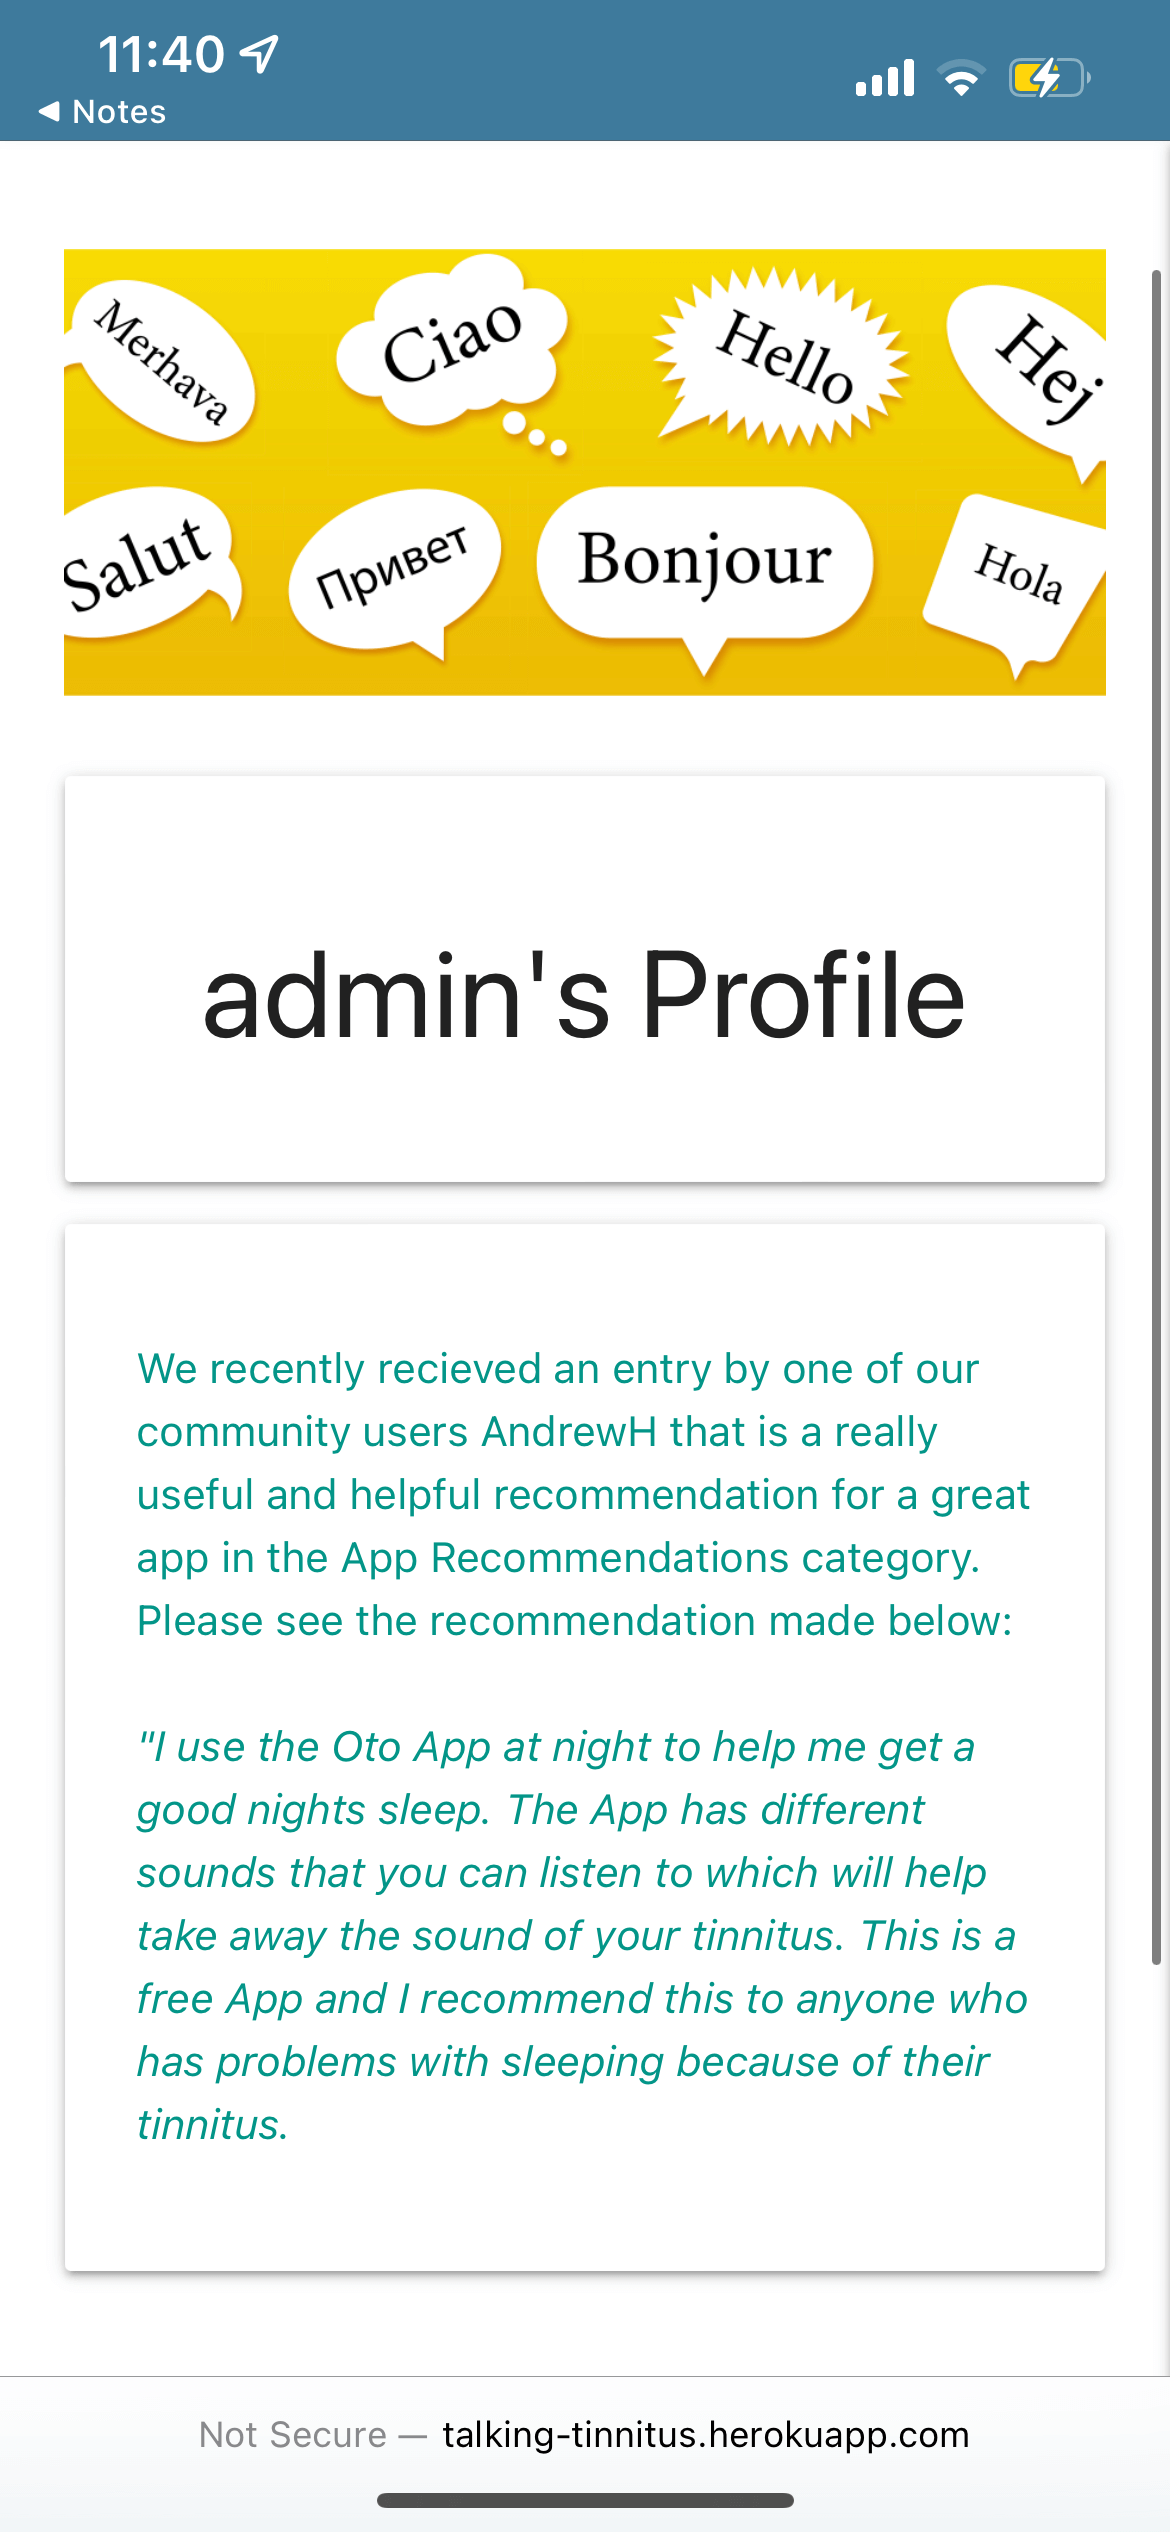 11:40
◀ Notes
Merhava
Ciao
Hello
Hej
Salut
Привет
Bonjour
Hola
admin's Profile
We recently recieved an entry by one of our
community users AndrewH that is a really
useful and helpful recommendation for a great
app in the App Recommendations category.
Please see the recommendation made below:
"I use the Oto App at night to help me get a
good nights sleep. The App has different
sounds that you can listen to which will help
take away the sound of your tinnitus. This is a
free App and I recommend this to anyone who
has problems with sleeping because of their
tinnitus.
Not Secure — talking-tinnitus.herokuapp.com